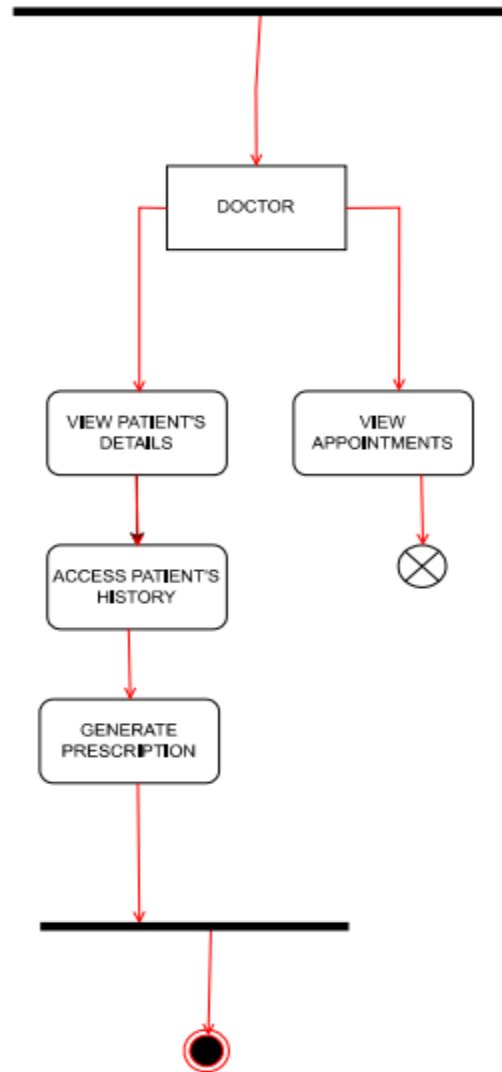 DOCTOR
VIEW PATIENT'S
DETAILS
VIEW
APPOINTMENTS
ACCESS PATIENT'S
HISTORY
GENERATE
PRESCRIPTION